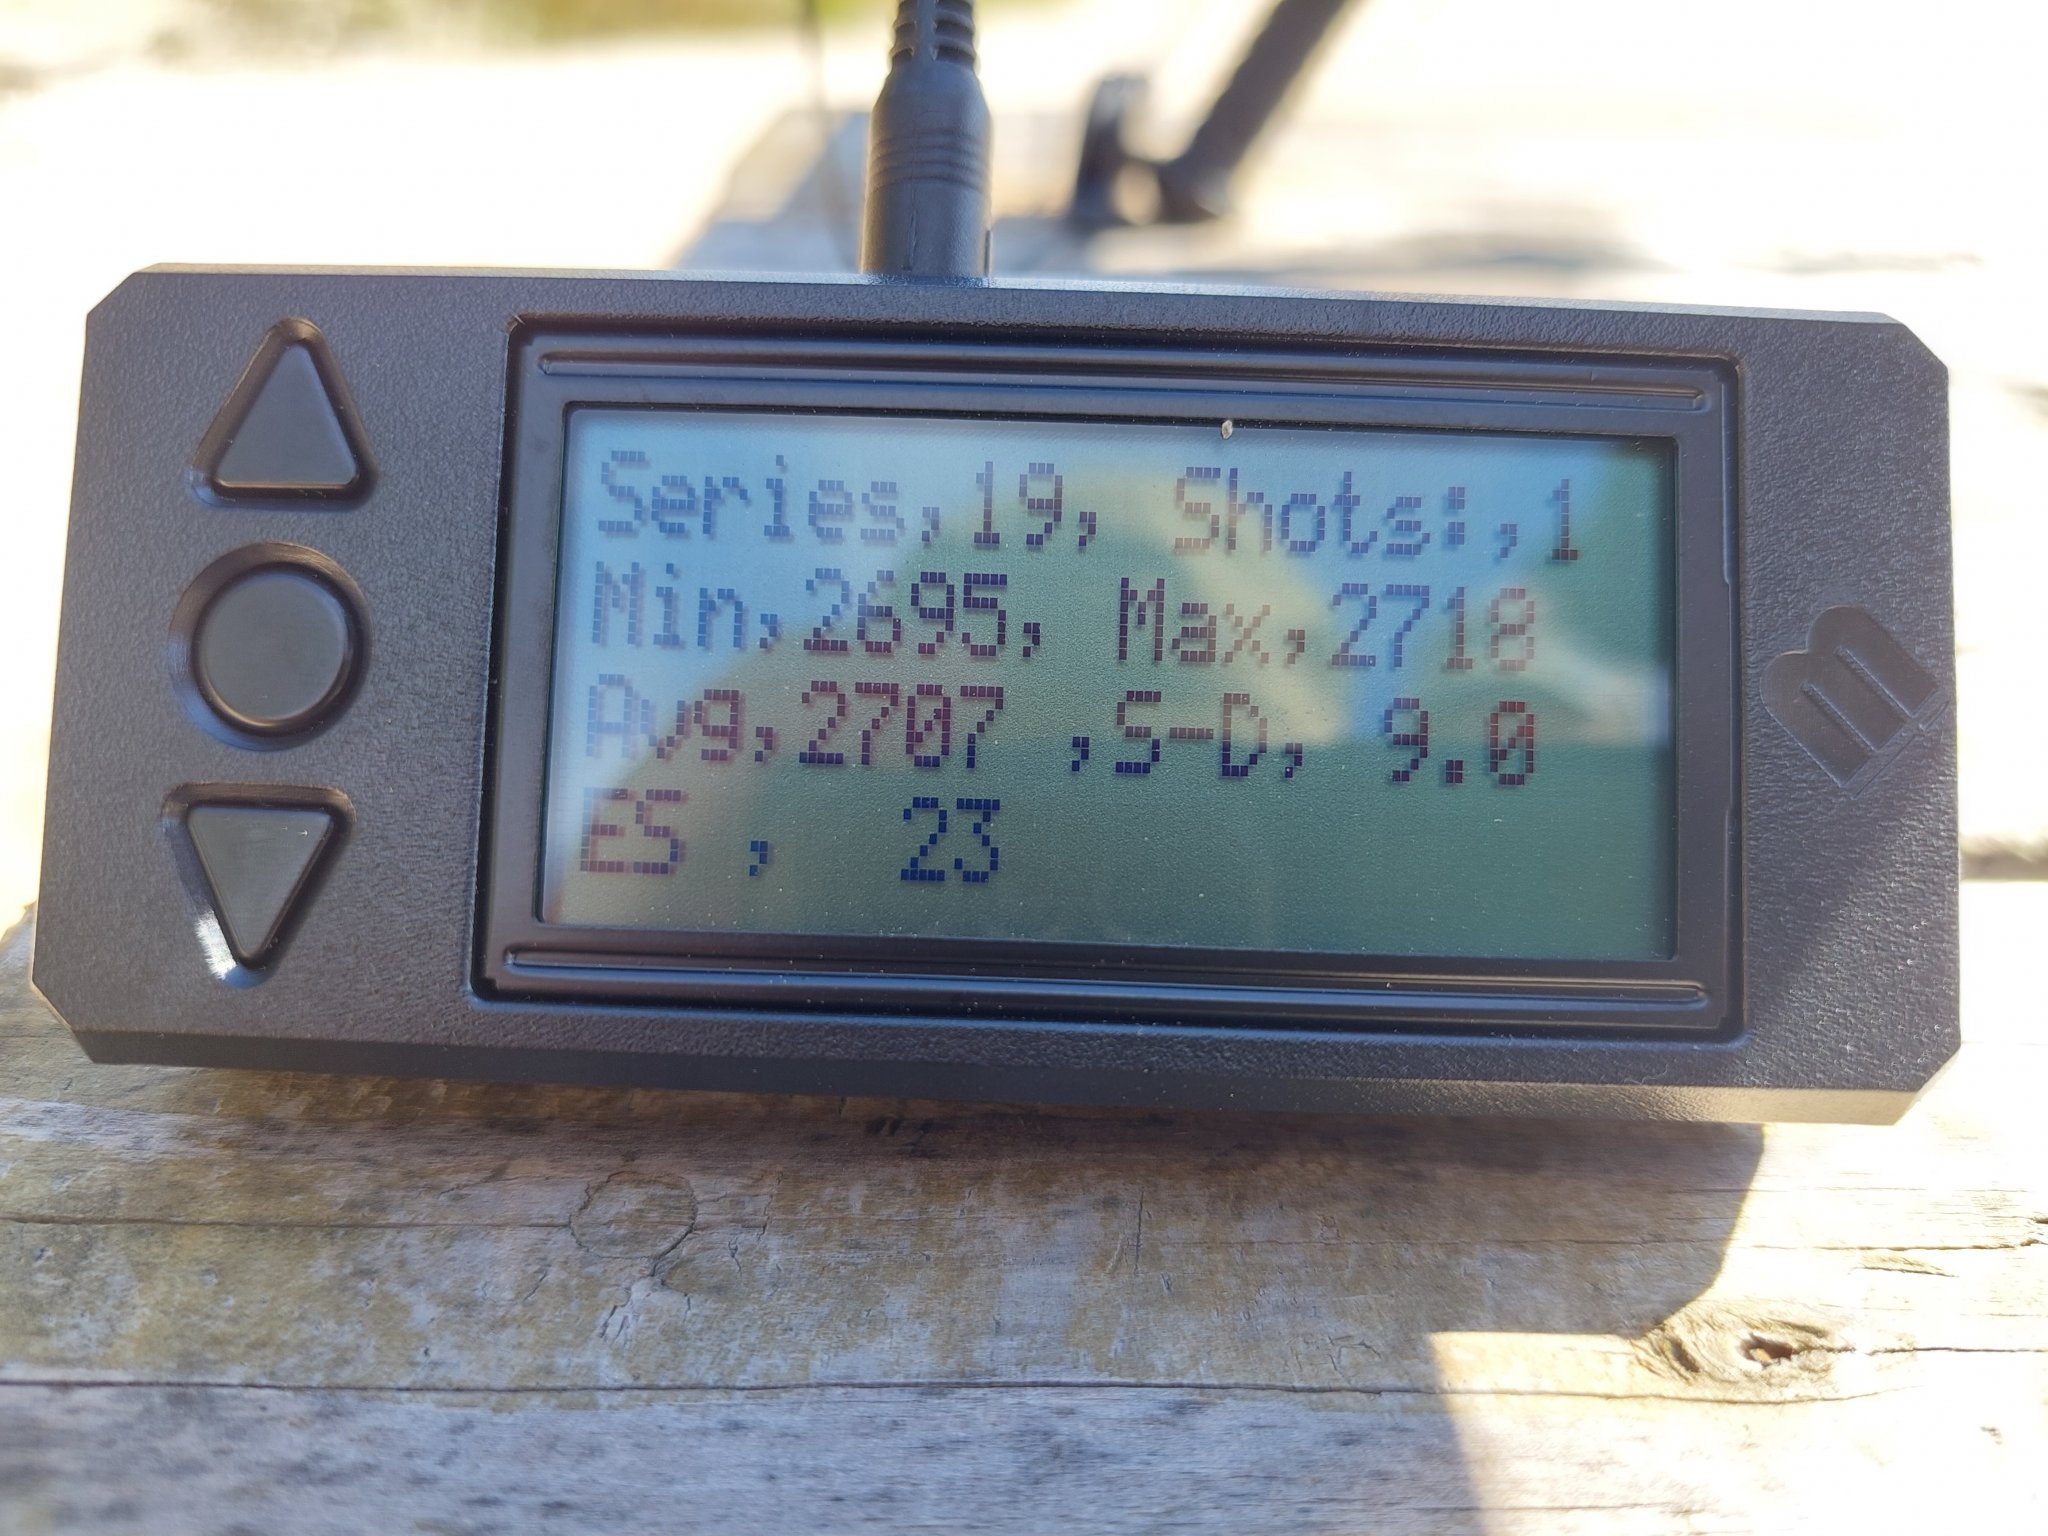 Series,19, Shots:,1
Min,2695, Max,2718
Avg,2707 ,S-D, 9.0
ES , 23
m